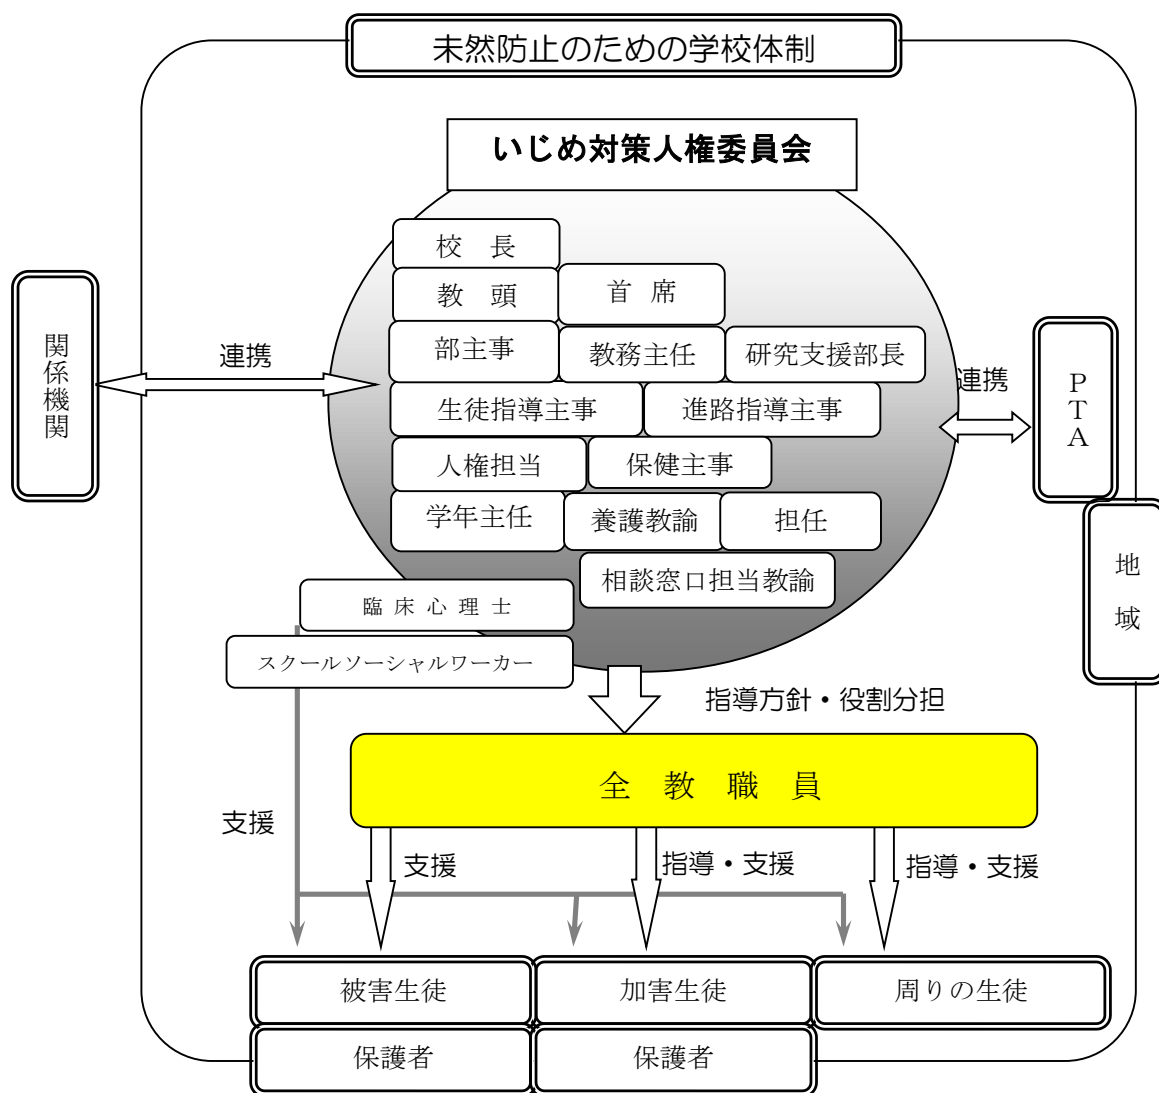 未然防止のための学校体制
いじめ対策人権委員会
校 長
教 頭
首 席
部主事
教務主任
研究支援部長
生徒指導主事
進路指導主事
人権担当
保健主事
学年主任
養護教諭
担任
相談窓口担当教諭
臨 床 心 理 士
スクールソーシャルワーカー
関係機関
連携
連携
PTA
地域
指導方針・役割分担
全 教 職 員
支援
支援
指導・支援
指導・支援
被害生徒
加害生徒
周りの生徒
保護者
保護者